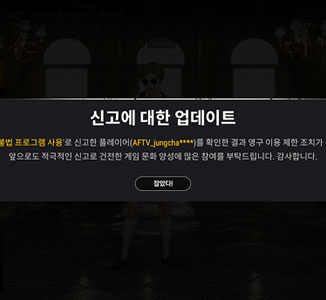 신고에 대한 업데이트
불법 프로그램 사용'로 신고한 플레이어(AFTV_jungcha****)를 확인한 결과 영구 이용 제한 조치가
앞으로도 적극적인 신고로 건전한 게임 문화 양성에 많은 참여를 부탁드립니다. 감사합니다.
잡았다!